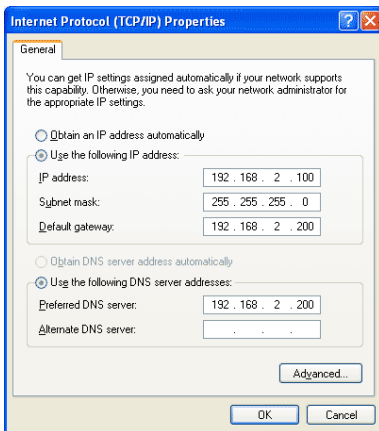 Internet Protocol (TCP/IP) Properties
General
You can get IP settings assigned automatically if your network supports
this capability. Otherwise, you need to ask your network administrator for
the appropriate IP settings.
Obtain an IP address automatically
Use the following IP address:
IP address: 192 . 168 . 2 . 100
Subnet mask: 255 . 255 . 255 . 0
Default gateway: 192 . 168 . 2 . 200
Obtain DNS server address automatically
Use the following DNS server addresses:
Preferred DNS server: 192 . 168 . 2 . 200
Alternate DNS server: . . .
Advanced...
OK Cancel